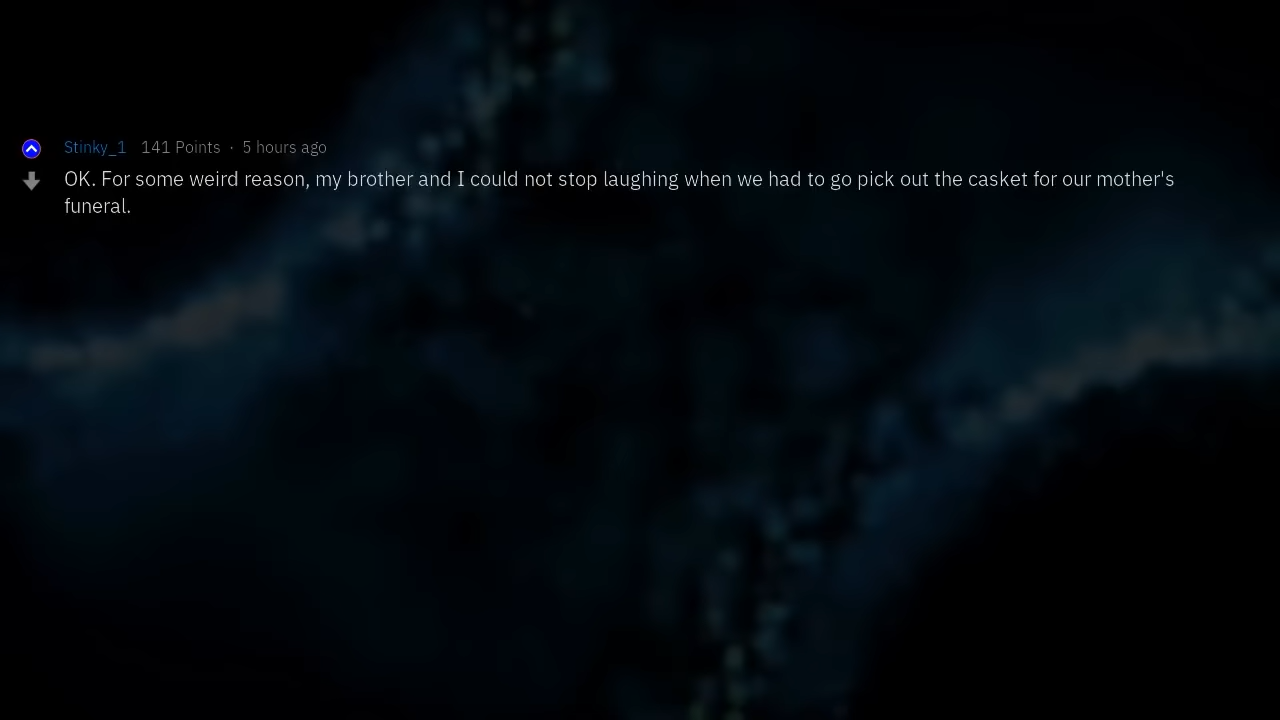 Stinky_1 141 Points · 5 hours ago
OK. For some weird reason, my brother and I could not stop laughing when we had to go pick out the casket for our mother's
funeral.